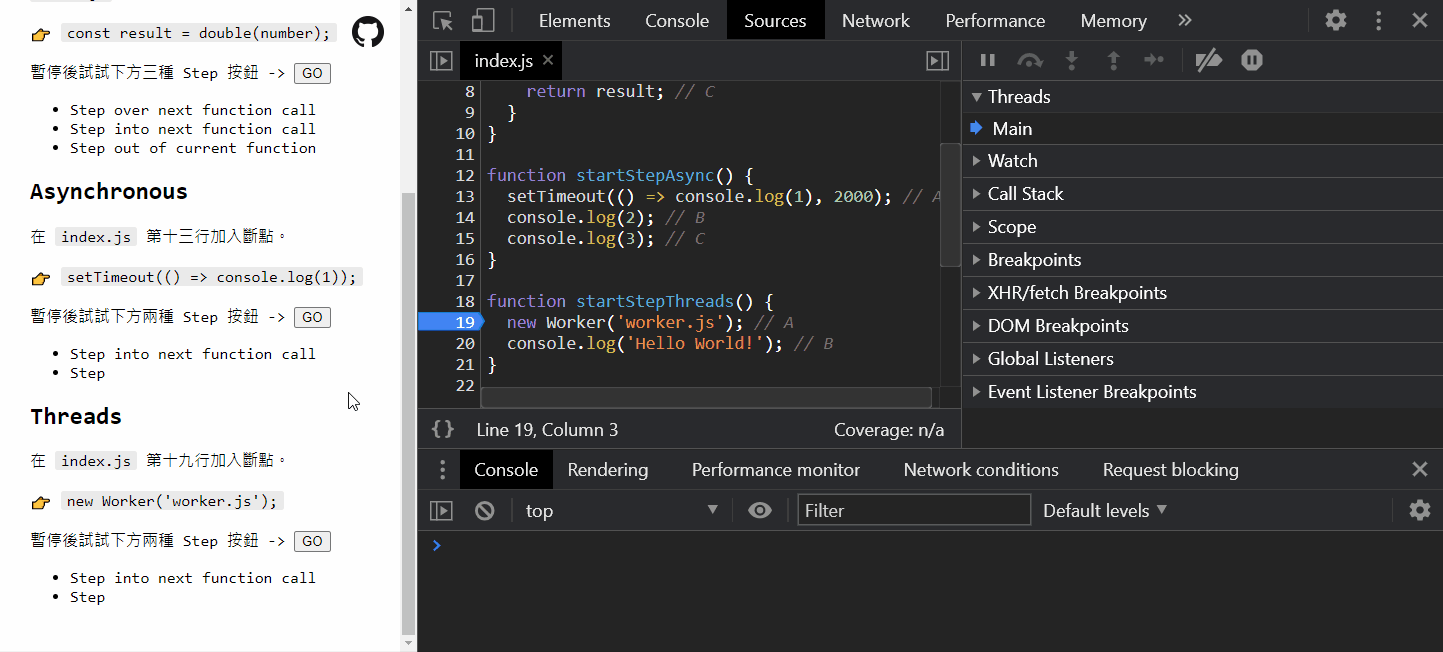 const result = double(number);
暫停後試試下方三種 Step 按鈕 -> GO
Step over next function call
Step into next function call
Step out of current function
Asynchronous
在 index.js 第十三行加入斷點。
setTimeout(() => console.log(1));
暫停後試試下方兩種 Step 按鈕 -> GO
Step into next function call
Step
Threads
在 index.js 第十九行加入斷點。
new Worker('worker.js');
暫停後試試下方兩種 Step 按鈕 -> GO
Step into next function call
Step
Elements Console Sources Network Performance Memory »
index.js ×
8 return result; // C
9 }
10 }
11
12 function startStepAsync() {
13 setTimeout(() => console.log(1), 2000); // A
14 console.log(2); // B
15 console.log(3); // C
16 }
17
18 function startStepThreads() {
19 new Worker('worker.js'); // A
20 console.log('Hello World!'); // B
21 }
22
{} Line 19, Column 3 Coverage: n/a
Threads
Main
Watch
Call Stack
Scope
Breakpoints
XHR/fetch Breakpoints
DOM Breakpoints
Global Listeners
Event Listener Breakpoints
Console Rendering Performance monitor Network conditions Request blocking
top Filter Default levels